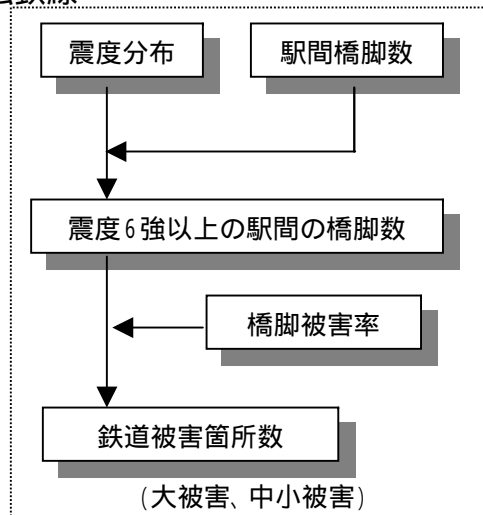 震度分布
駅間橋脚数
震度6強以上の駅間の橋脚数
橋脚被害率
鉄道被害箇所数
(大被害、中小被害)